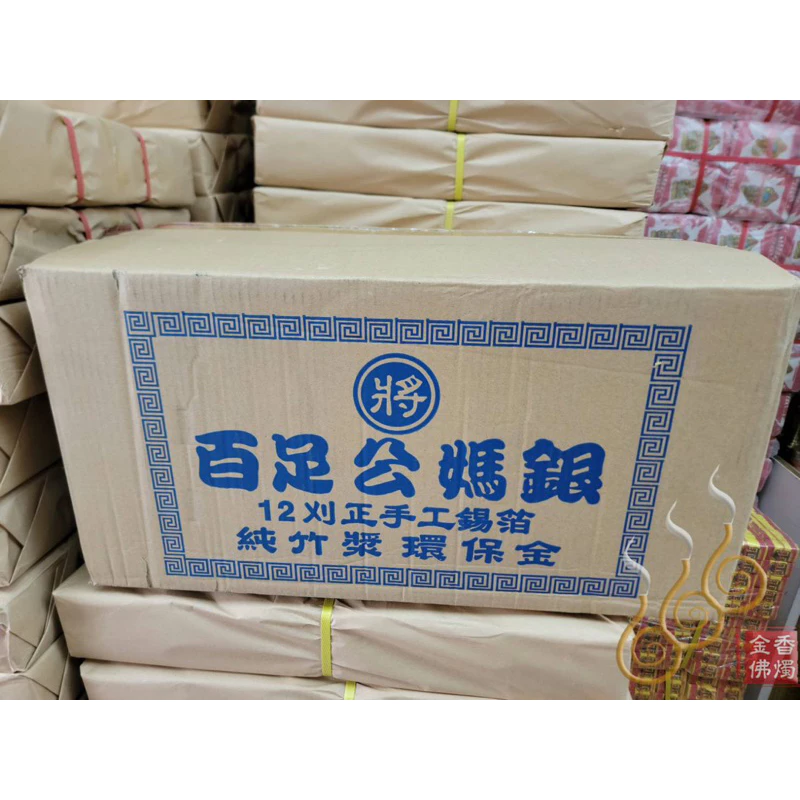 將
百足公媽銀
12刈正手工錫箔
純竹漿環保金
金香
佛燭